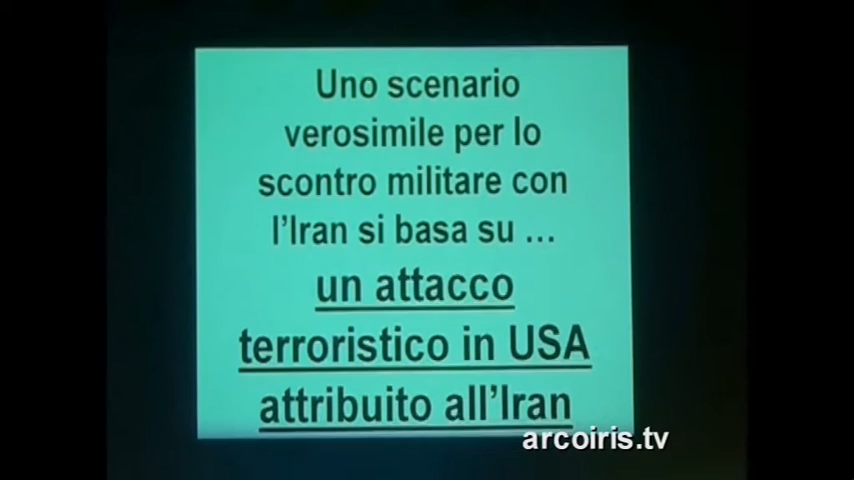 Uno scenario
verosimile per lo
scontro militare con
l'Iran si basa su ...
un attacco
terroristico in USA
attribuito all'Iran
arcoiris.tv